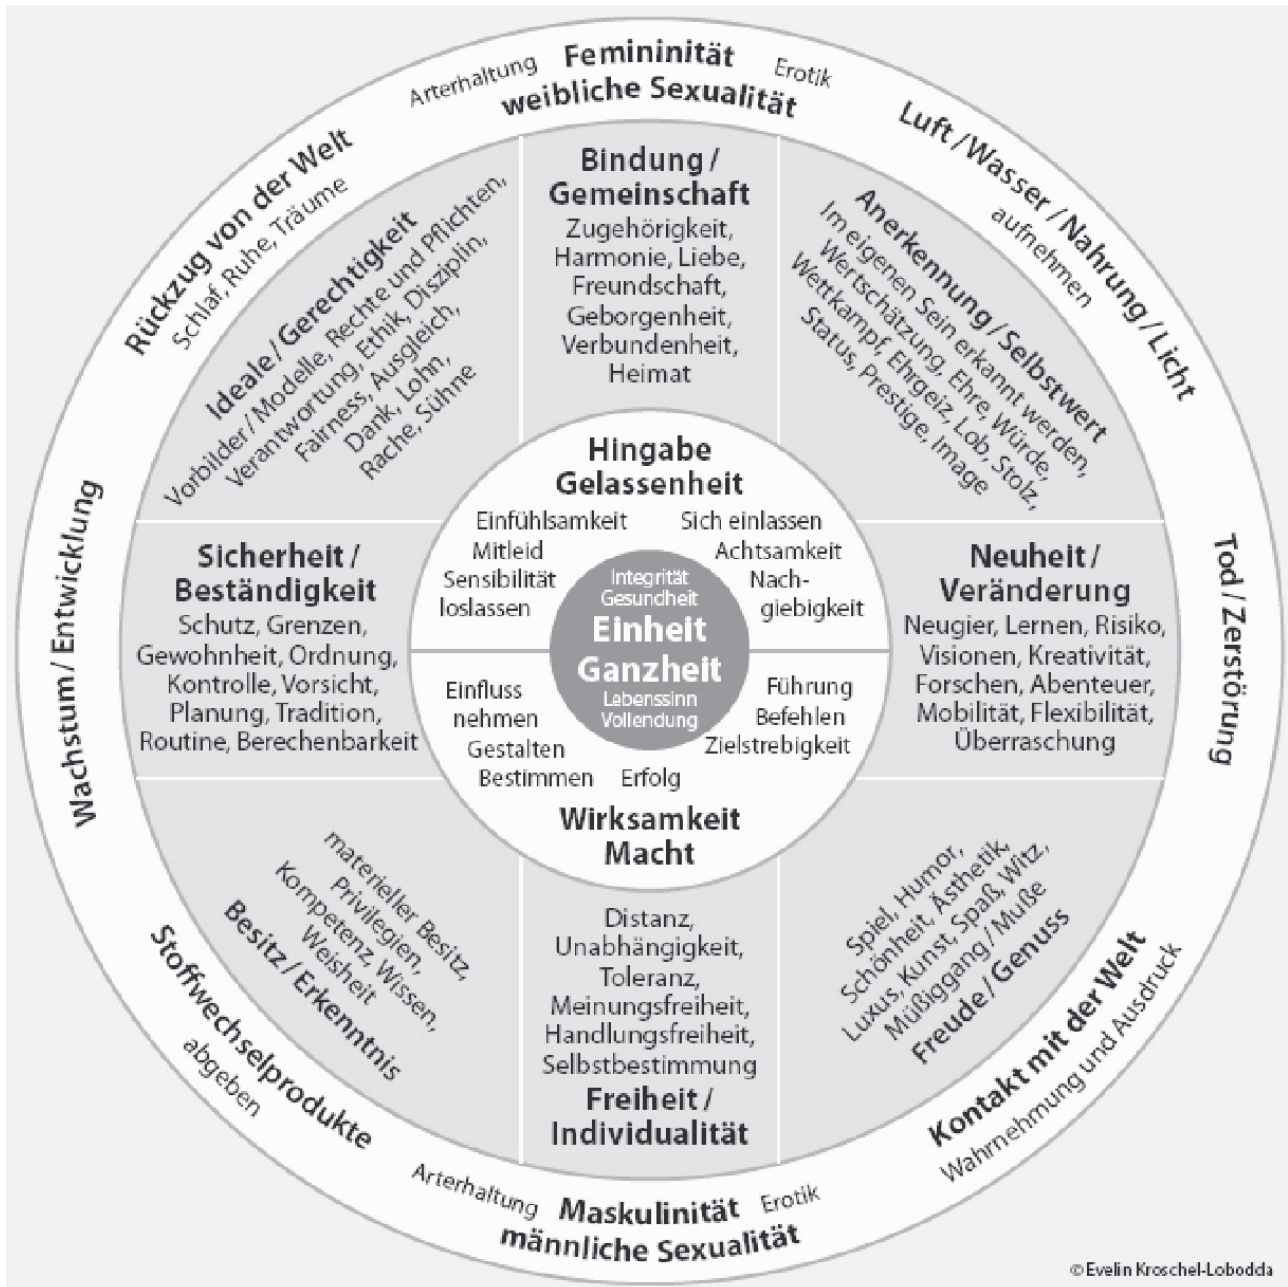 Arterhaltung
Femininität
weibliche Sexualität
Erotik
Luft / Wasser / Nahrung / Licht
aufnehmen
Tod / Zerstörung
Kontakt mit der Welt
Wahrnehmung und Ausdruck
Erotik
Maskulinität
männliche Sexualität
Arterhaltung
Stoffwechselprodukte
abgeben
Wachstum / Entwicklung
Rückzug von der Welt
Schlaf, Ruhe, Träume
Bindung /
Gemeinschaft
Zugehörigkeit,
Harmonie, Liebe,
Freundschaft,
Geborgenheit,
Verbundenheit,
Heimat
Anerkennung / Selbstwert
Im eigenen Sein erkannt werden,
Wertschätzung, Ehre, Würde,
Wettkampf, Ehrgeiz, Lob, Stolz,
Status, Prestige, Image
Neuheit /
Veränderung
Neugier, Lernen, Risiko,
Visionen, Kreativität,
Forschen, Abenteuer,
Mobilität, Flexibilität,
Überraschung
Spiel, Humor,
Schönheit, Ästhetik,
Luxus, Kunst, Spaß, Witz,
Müßiggang / Muße
Freude / Genuss
Distanz,
Unabhängigkeit,
Toleranz,
Meinungsfreiheit,
Handlungsfreiheit,
Selbstbestimmung
Freiheit /
Individualität
materieller Besitz,
Privilegien,
Kompetenz, Wissen,
Weisheit
Besitz / Erkenntnis
Sicherheit /
Beständigkeit
Schutz, Grenzen,
Gewohnheit, Ordnung,
Kontrolle, Vorsicht,
Planung, Tradition,
Routine, Berechenbarkeit
Ideale / Gerechtigkeit
Vorbilder / Modelle, Rechte und Pflichten,
Verantwortung, Ethik, Disziplin,
Fairness, Ausgleich,
Dank, Lohn,
Rache, Sühne
Hingabe
Gelassenheit
Einfühlsamkeit
Mitleid
Sensibilität
loslassen
Sich einlassen
Achtsamkeit
Nach-
giebigkeit
Integrität
Gesundheit
Einheit
Ganzheit
Lebenssinn
Vollendung
Einfluss
nehmen
Gestalten
Bestimmen
Erfolg
Führung
Befehlen
Zielstrebigkeit
Wirksamkeit
Macht
© Evelin Kroschel-Lobodda